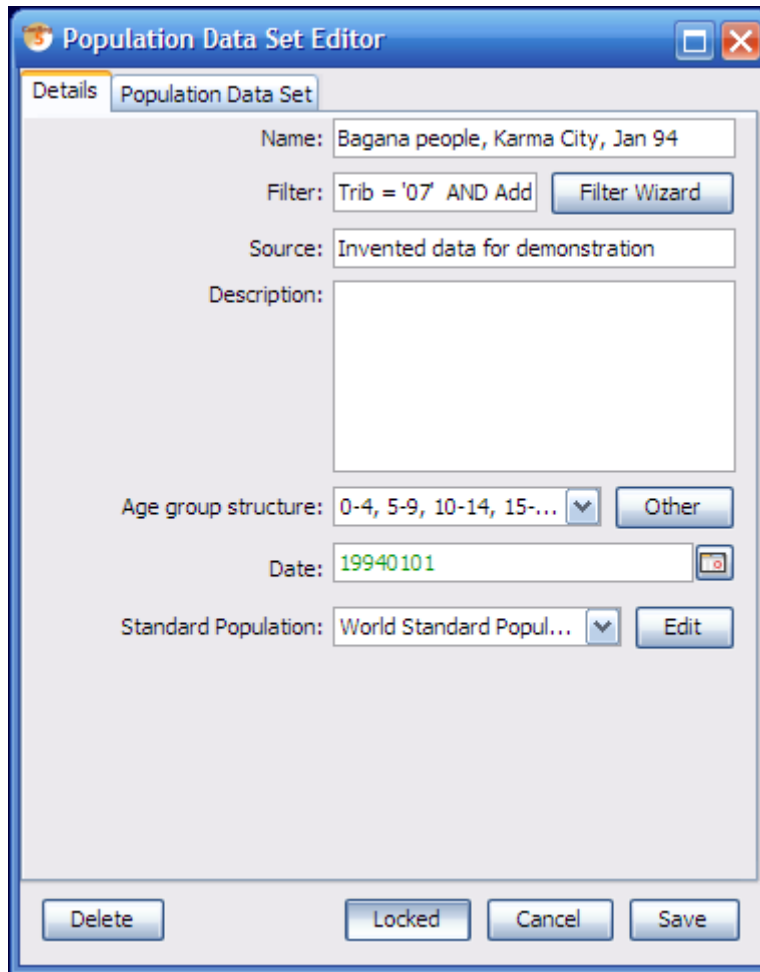 Population Data Set Editor
Details
Population Data Set
Name: Bagana people, Karma City, Jan 94
Filter: Trib = '07' AND Add Filter Wizard
Source: Invented data for demonstration
Description:
Age group structure: 0-4, 5-9, 10-14, 15-... Other
Date: 19940101
Standard Population: World Standard Popul... Edit
Delete Locked Cancel Save